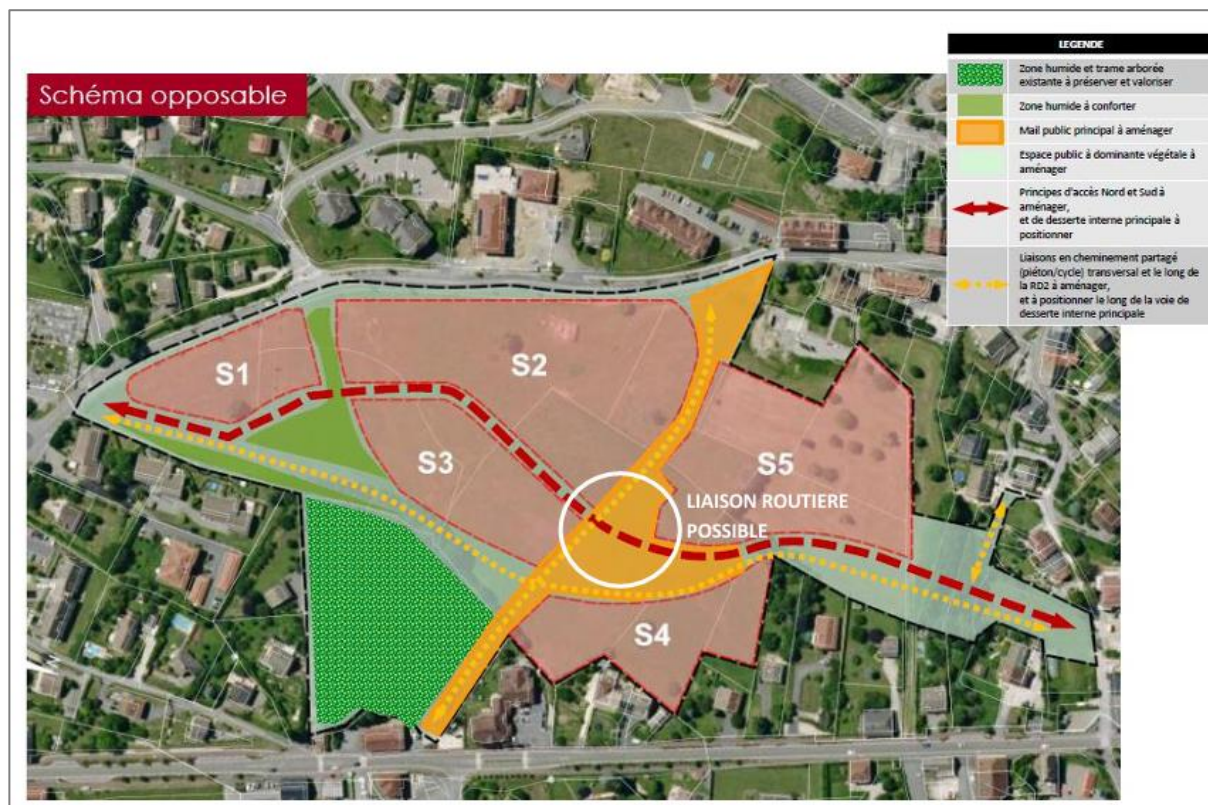 Schéma opposable
LEGENDE
Zone humide et trame arborée
existante à préserver et valoriser
Zone humide à conforter
Mail public principal à aménager
Espace public à dominante végétale à
aménager
Principes d'accès Nord et Sud à
aménager,
et de desserte interne principale à
positionner
Liaisons en cheminement partagé
(piéton/cycle) transversal et le long de
la RD2 à aménager,
et à positionner le long de la voie de
desserte interne principale
S1
S2
S3
S5
LIAISON ROUTIERE
POSSIBLE
S4
N